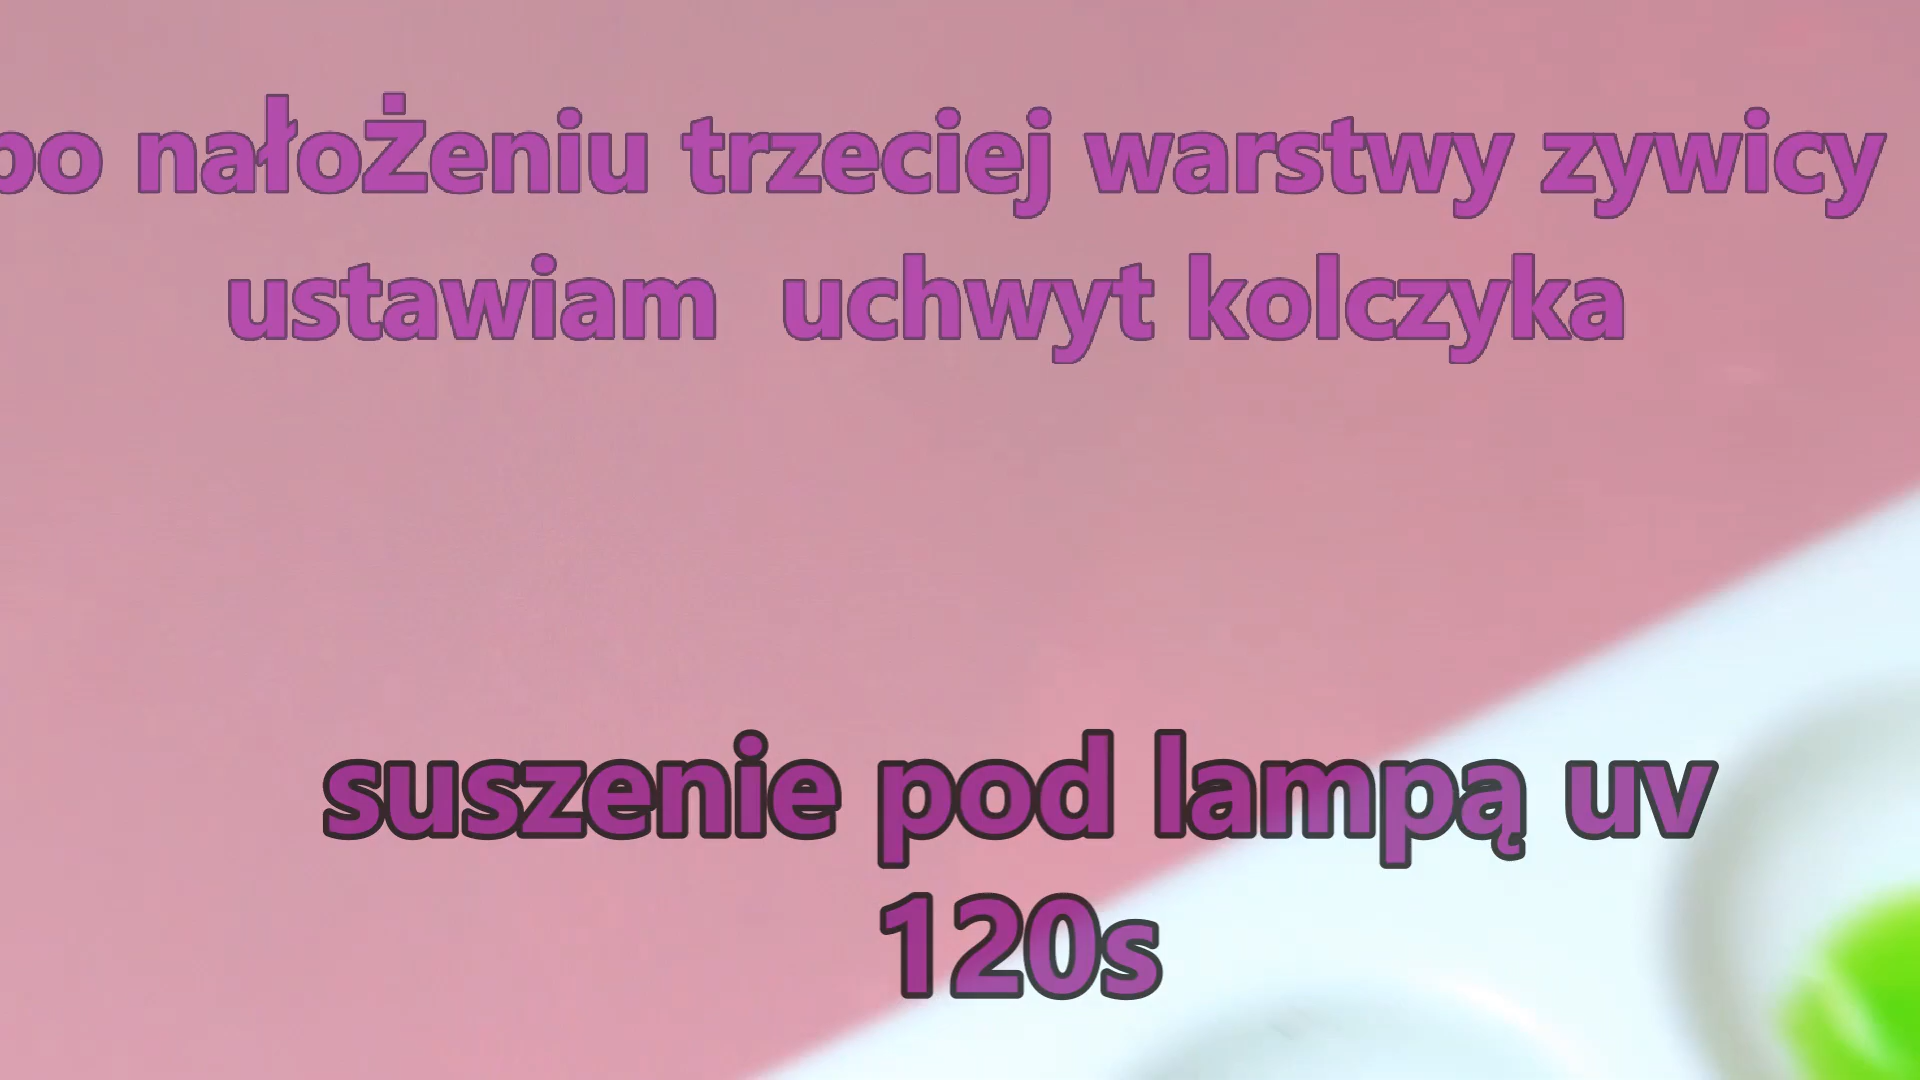 po nałożeniu trzeciej warstwy zywicy
ustawiam uchwyt kolczyka
suszenie pod lampą uv
120s